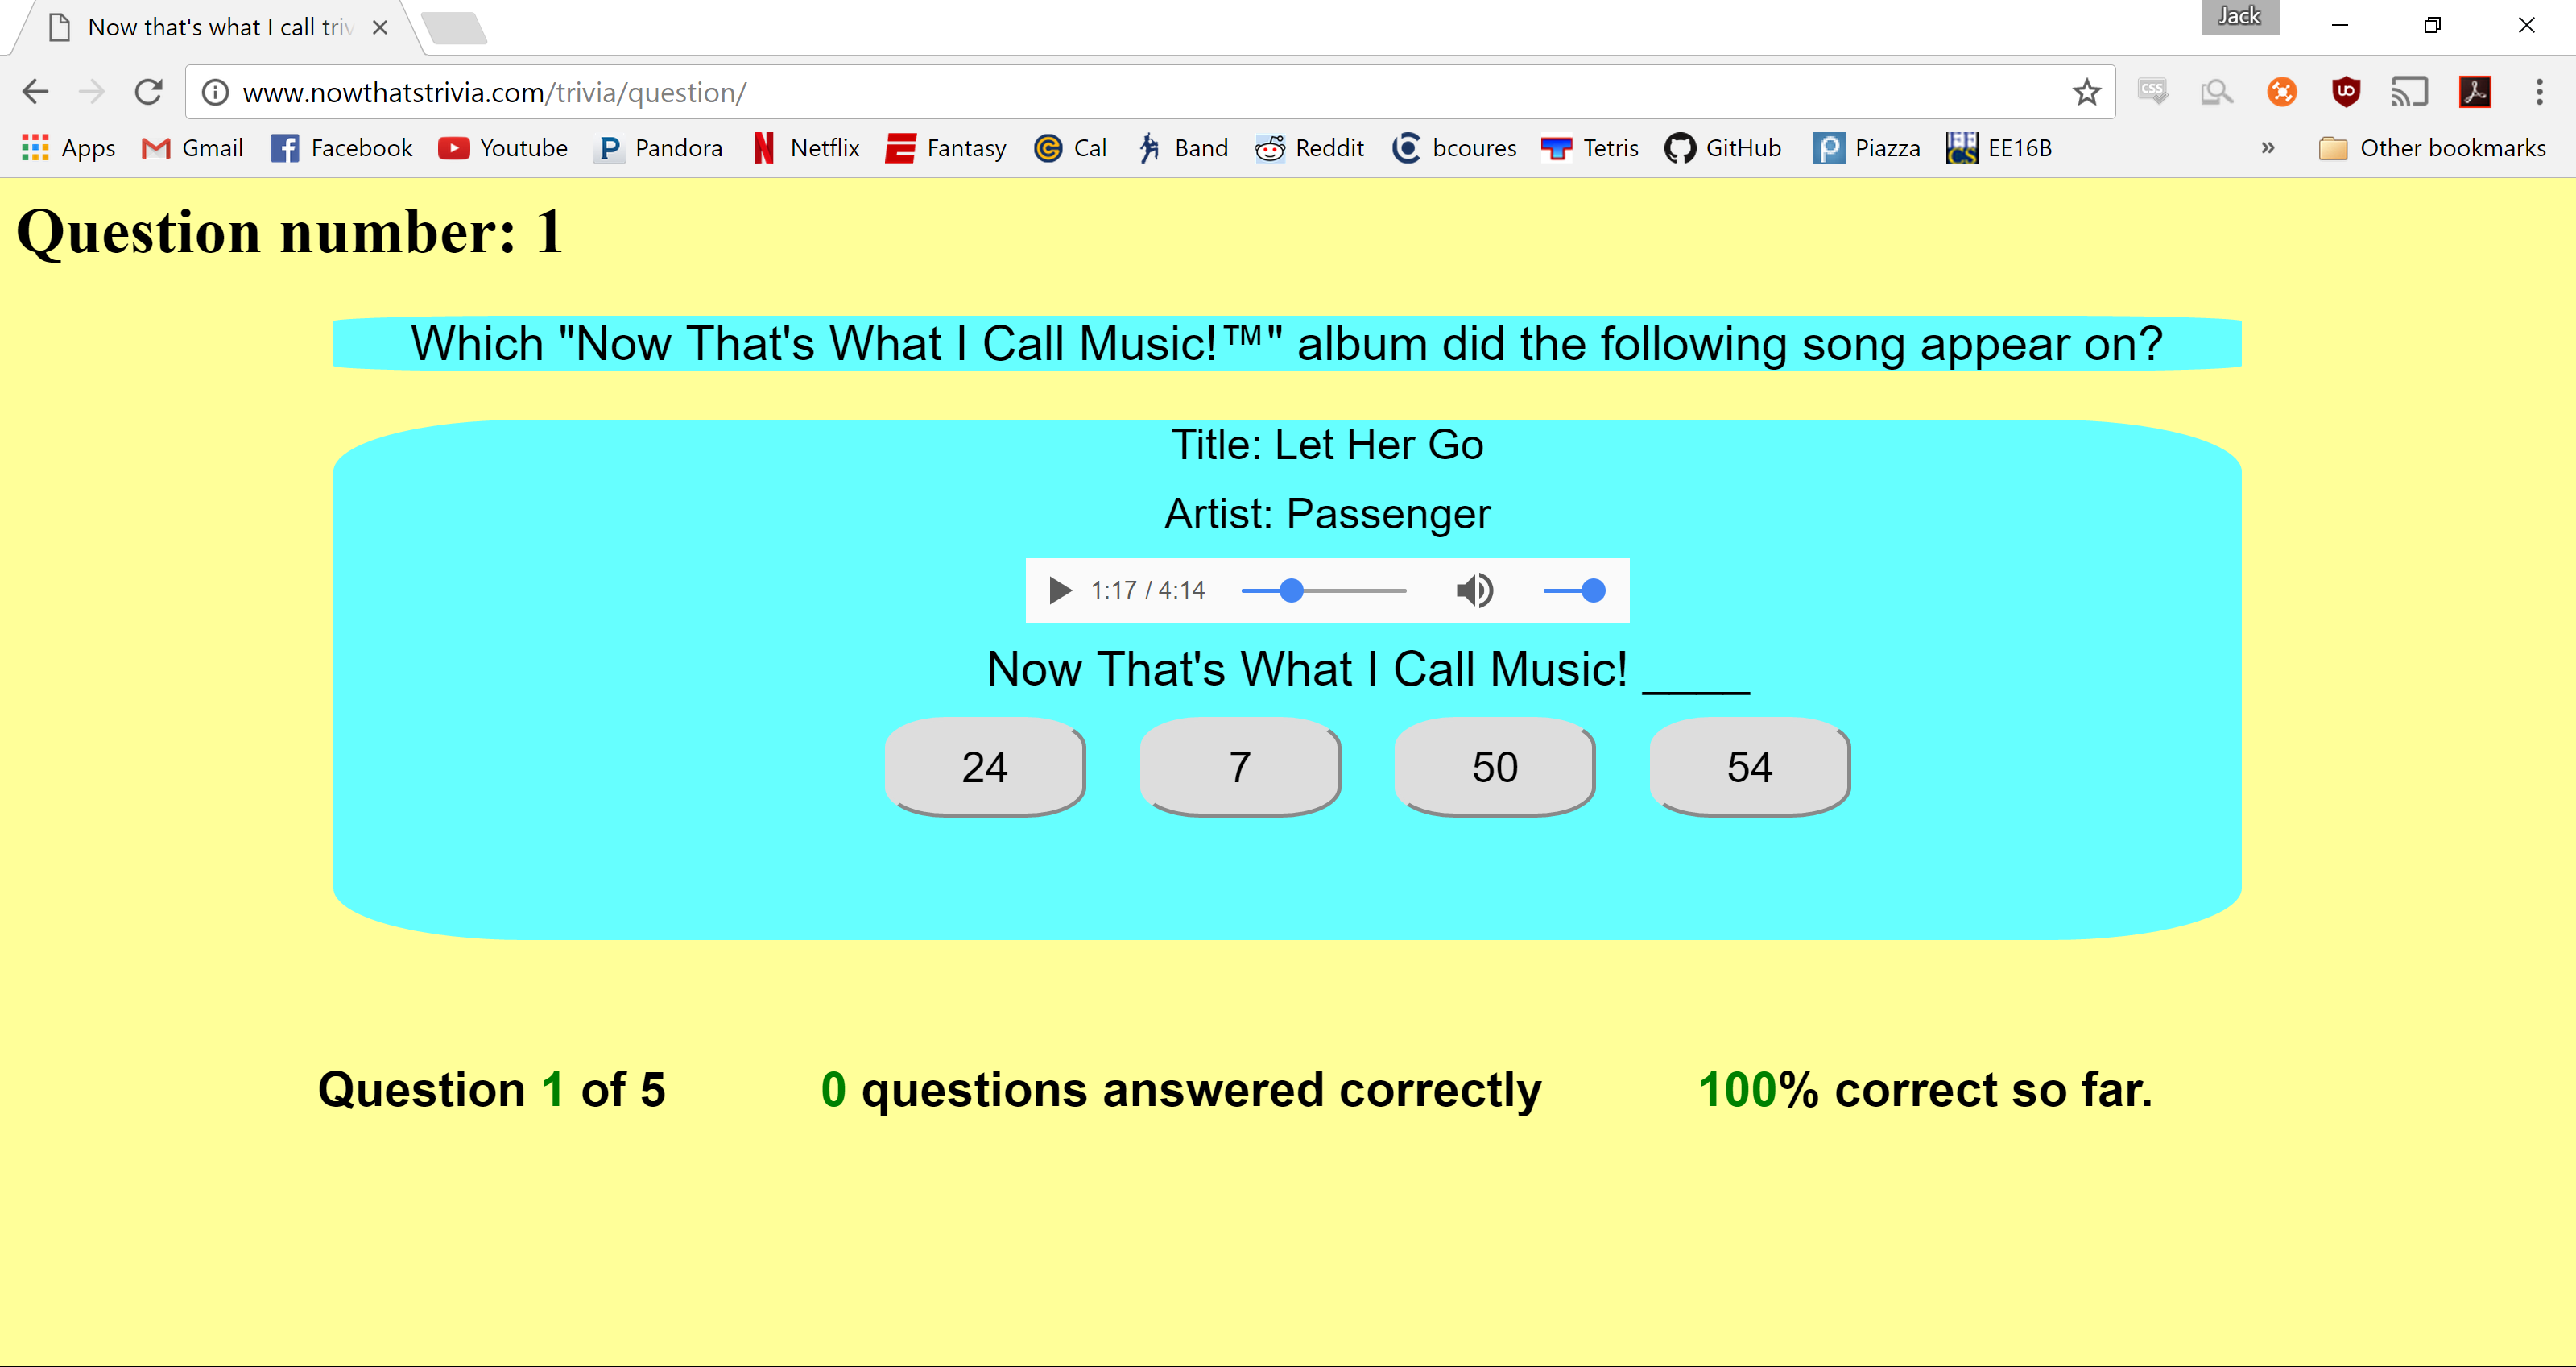 Now that's what I call triv
Jack
www.nowthatstrivia.com/trivia/question/
Apps Gmail Facebook Youtube Pandora Netflix Fantasy Cal Band Reddit bcoures Tetris GitHub Piazza EE16B » Other bookmarks
Question number: 1
Which "Now That's What I Call Music!™" album did the following song appear on?
Title: Let Her Go
Artist: Passenger
1:17 / 4:14
Now That's What I Call Music! ____
24 7 50 54
Question 1 of 5 0 questions answered correctly 100% correct so far.